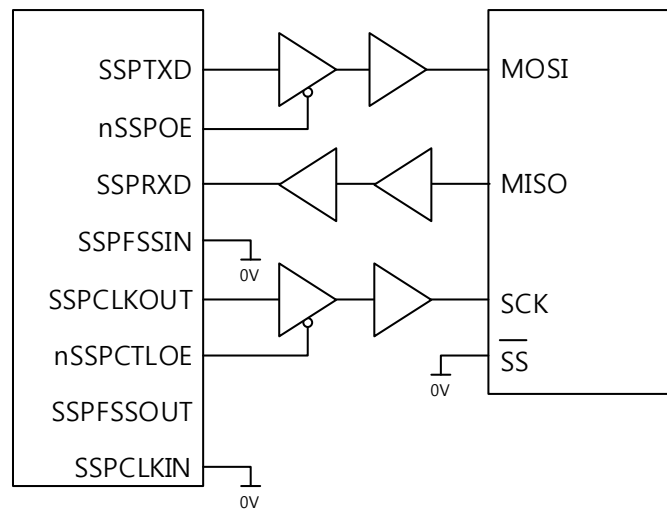 SSPTXD
MOSI
nSSPOE
SSPRXD
MISO
SSPFSSIN
0V
SSPCLKOUT
SCK
nSSPCTLOE
SS
0V
SSPFSSOUT
SSPCLKIN
0V